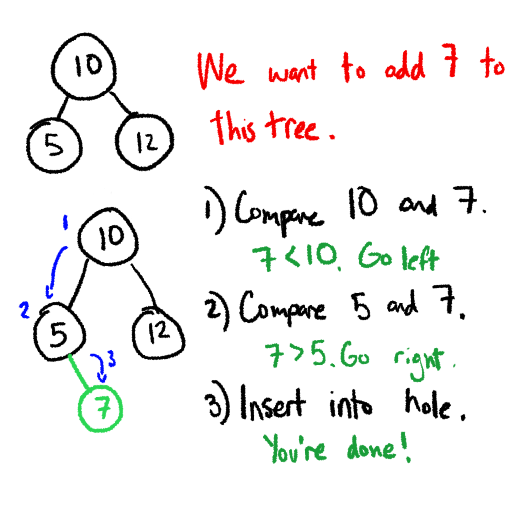 10
5 12
We want to add 7 to
this tree.
1
10
2
5 12
3
7
1) Compare 10 and 7.
7<10. Go left
2) Compare 5 and 7.
7>5. Go right.
3) Insert into hole.
You're done!